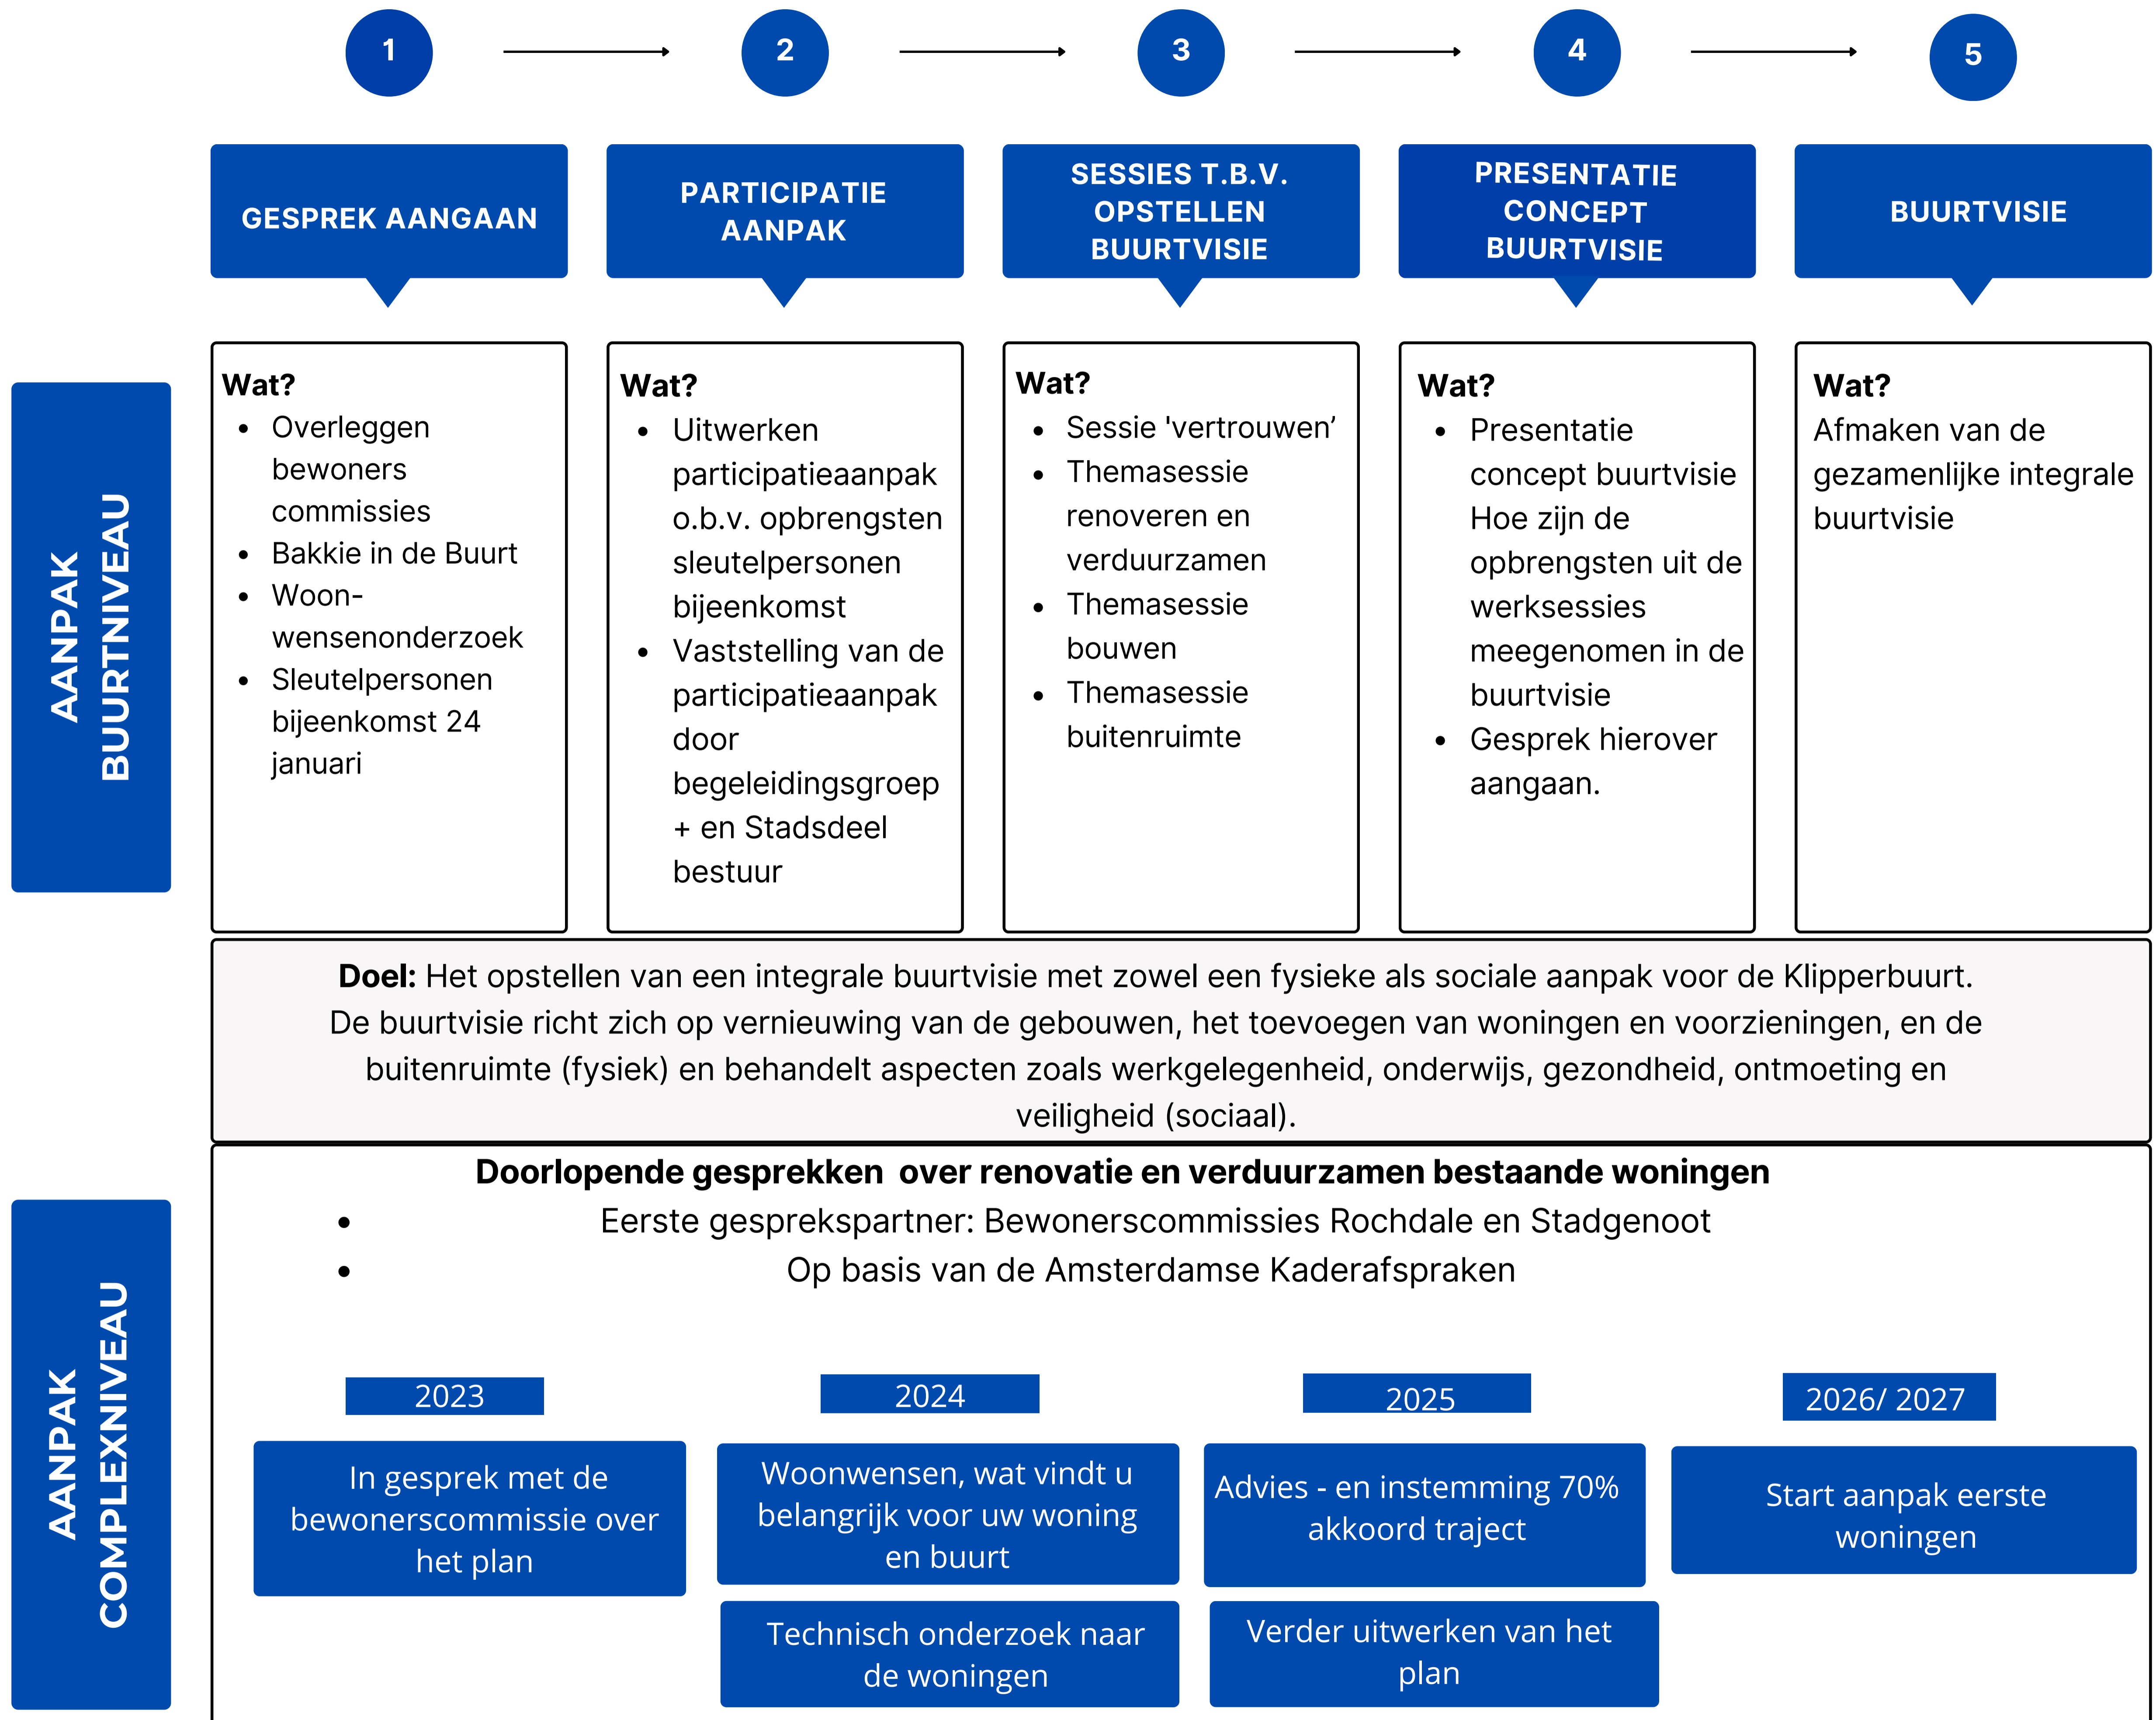 1
2
3
4
5
GESPREK AANGAAN
PARTICIPATIE
AANPAK
SESSIES T.B.V.
OPSTELLEN
BUURTVISIE
PRESENTATIE
CONCEPT
BUURTVISIE
BUURTVISIE
AANPAK
BUURTNIVEAU
Wat?
• Overleggen
bewoners
commissies
• Bakkie in de Buurt
• Woon-
wensenonderzoek
• Sleutelpersonen
bijeenkomst 24
januari
Wat?
• Uitwerken
participatieaanpak
o.b.v. opbrengsten
sleutelpersonen
bijeenkomst
• Vaststelling van de
participatieaanpak
door
begeleidingsgroep
+ en Stadsdeel
bestuur
Wat?
• Sessie 'vertrouwen’
• Themasessie
renoveren en
verduurzamen
• Themasessie
bouwen
• Themasessie
buitenruimte
Wat?
• Presentatie
concept buurtvisie
Hoe zijn de
opbrengsten uit de
werksessies
meegenomen in de
buurtvisie
• Gesprek hierover
aangaan.
Wat?
Afmaken van de
gezamenlijke integrale
buurtvisie
Doel: Het opstellen van een integrale buurtvisie met zowel een fysieke als sociale aanpak voor de Klipperbuurt.
De buurtvisie richt zich op vernieuwing van de gebouwen, het toevoegen van woningen en voorzieningen, en de
buitenruimte (fysiek) en behandelt aspecten zoals werkgelegenheid, onderwijs, gezondheid, ontmoeting en
veiligheid (sociaal).
AANPAK
COMPLEXNIVEAU
Doorlopende gesprekken over renovatie en verduurzamen bestaande woningen
• Eerste gesprekspartner: Bewonerscommissies Rochdale en Stadgenoot
• Op basis van de Amsterdamse Kaderafspraken
2023
2024
2025
2026/ 2027
In gesprek met de
bewonerscommissie over
het plan
Woonwensen, wat vindt u
belangrijk voor uw woning
en buurt
Advies - en instemming 70%
akkoord traject
Start aanpak eerste
woningen
Technisch onderzoek naar
de woningen
Verder uitwerken van het
plan